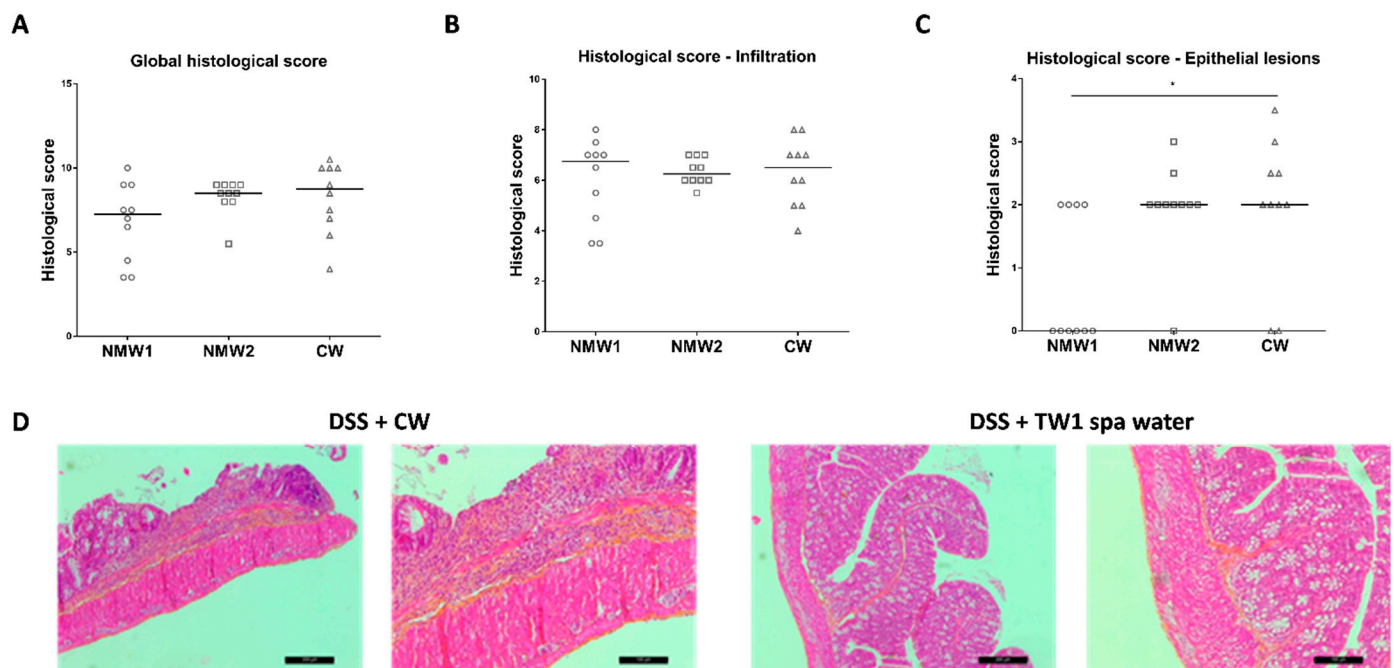 A
Global histological score
Histological score
15
10
5
0
NMW1 NMW2 CW
B
Histological score - Infiltration
Histological score
10
8
6
4
2
0
NMW1 NMW2 CW
C
Histological score - Epithelial lesions
Histological score
*
4
3
2
1
0
NMW1 NMW2 CW
D
DSS + CW
DSS + TW1 spa water